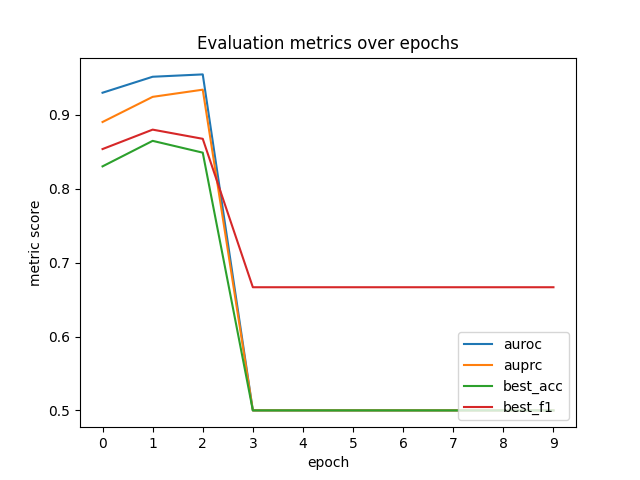 Evaluation metrics over epochs
metric score
0.9
0.8
0.7
0.6
0.5
auroc
auprc
best_acc
best_f1
0 1 2 3 4 5 6 7 8 9
epoch